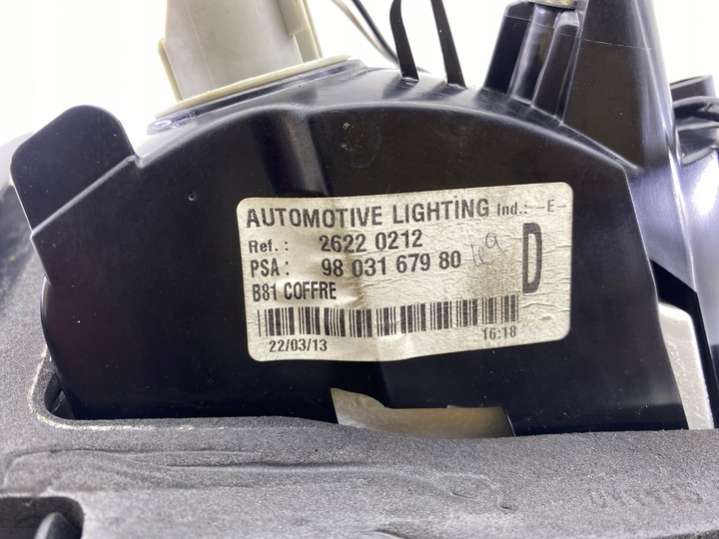 AUTOMOTIVE LIGHTING Ind.: -E-
Ref.: 2622 0212
PSA: 98 031 679 80
D
B81 COFFRE
22/03/13 16:18